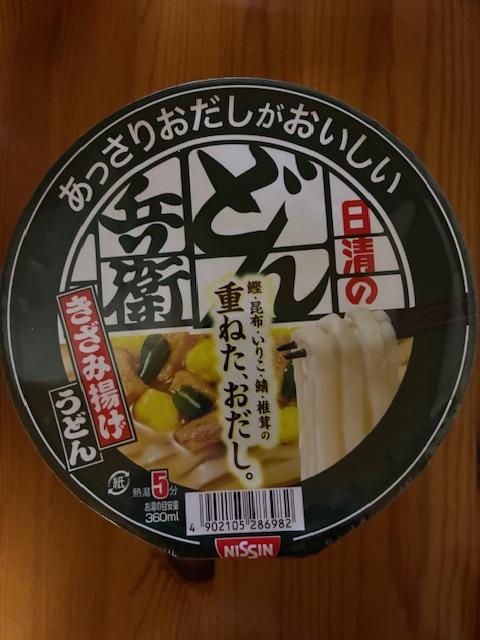 あっさりおだしがおいしい
日清の
どん
兵衛
鰹・昆布・いりこ・鯖・椎茸の
重ねた、おだし。
きざみ揚げ
うどん
紙
熱湯5分
お湯の目安量
360ml
4 902105 286982
NISSIN